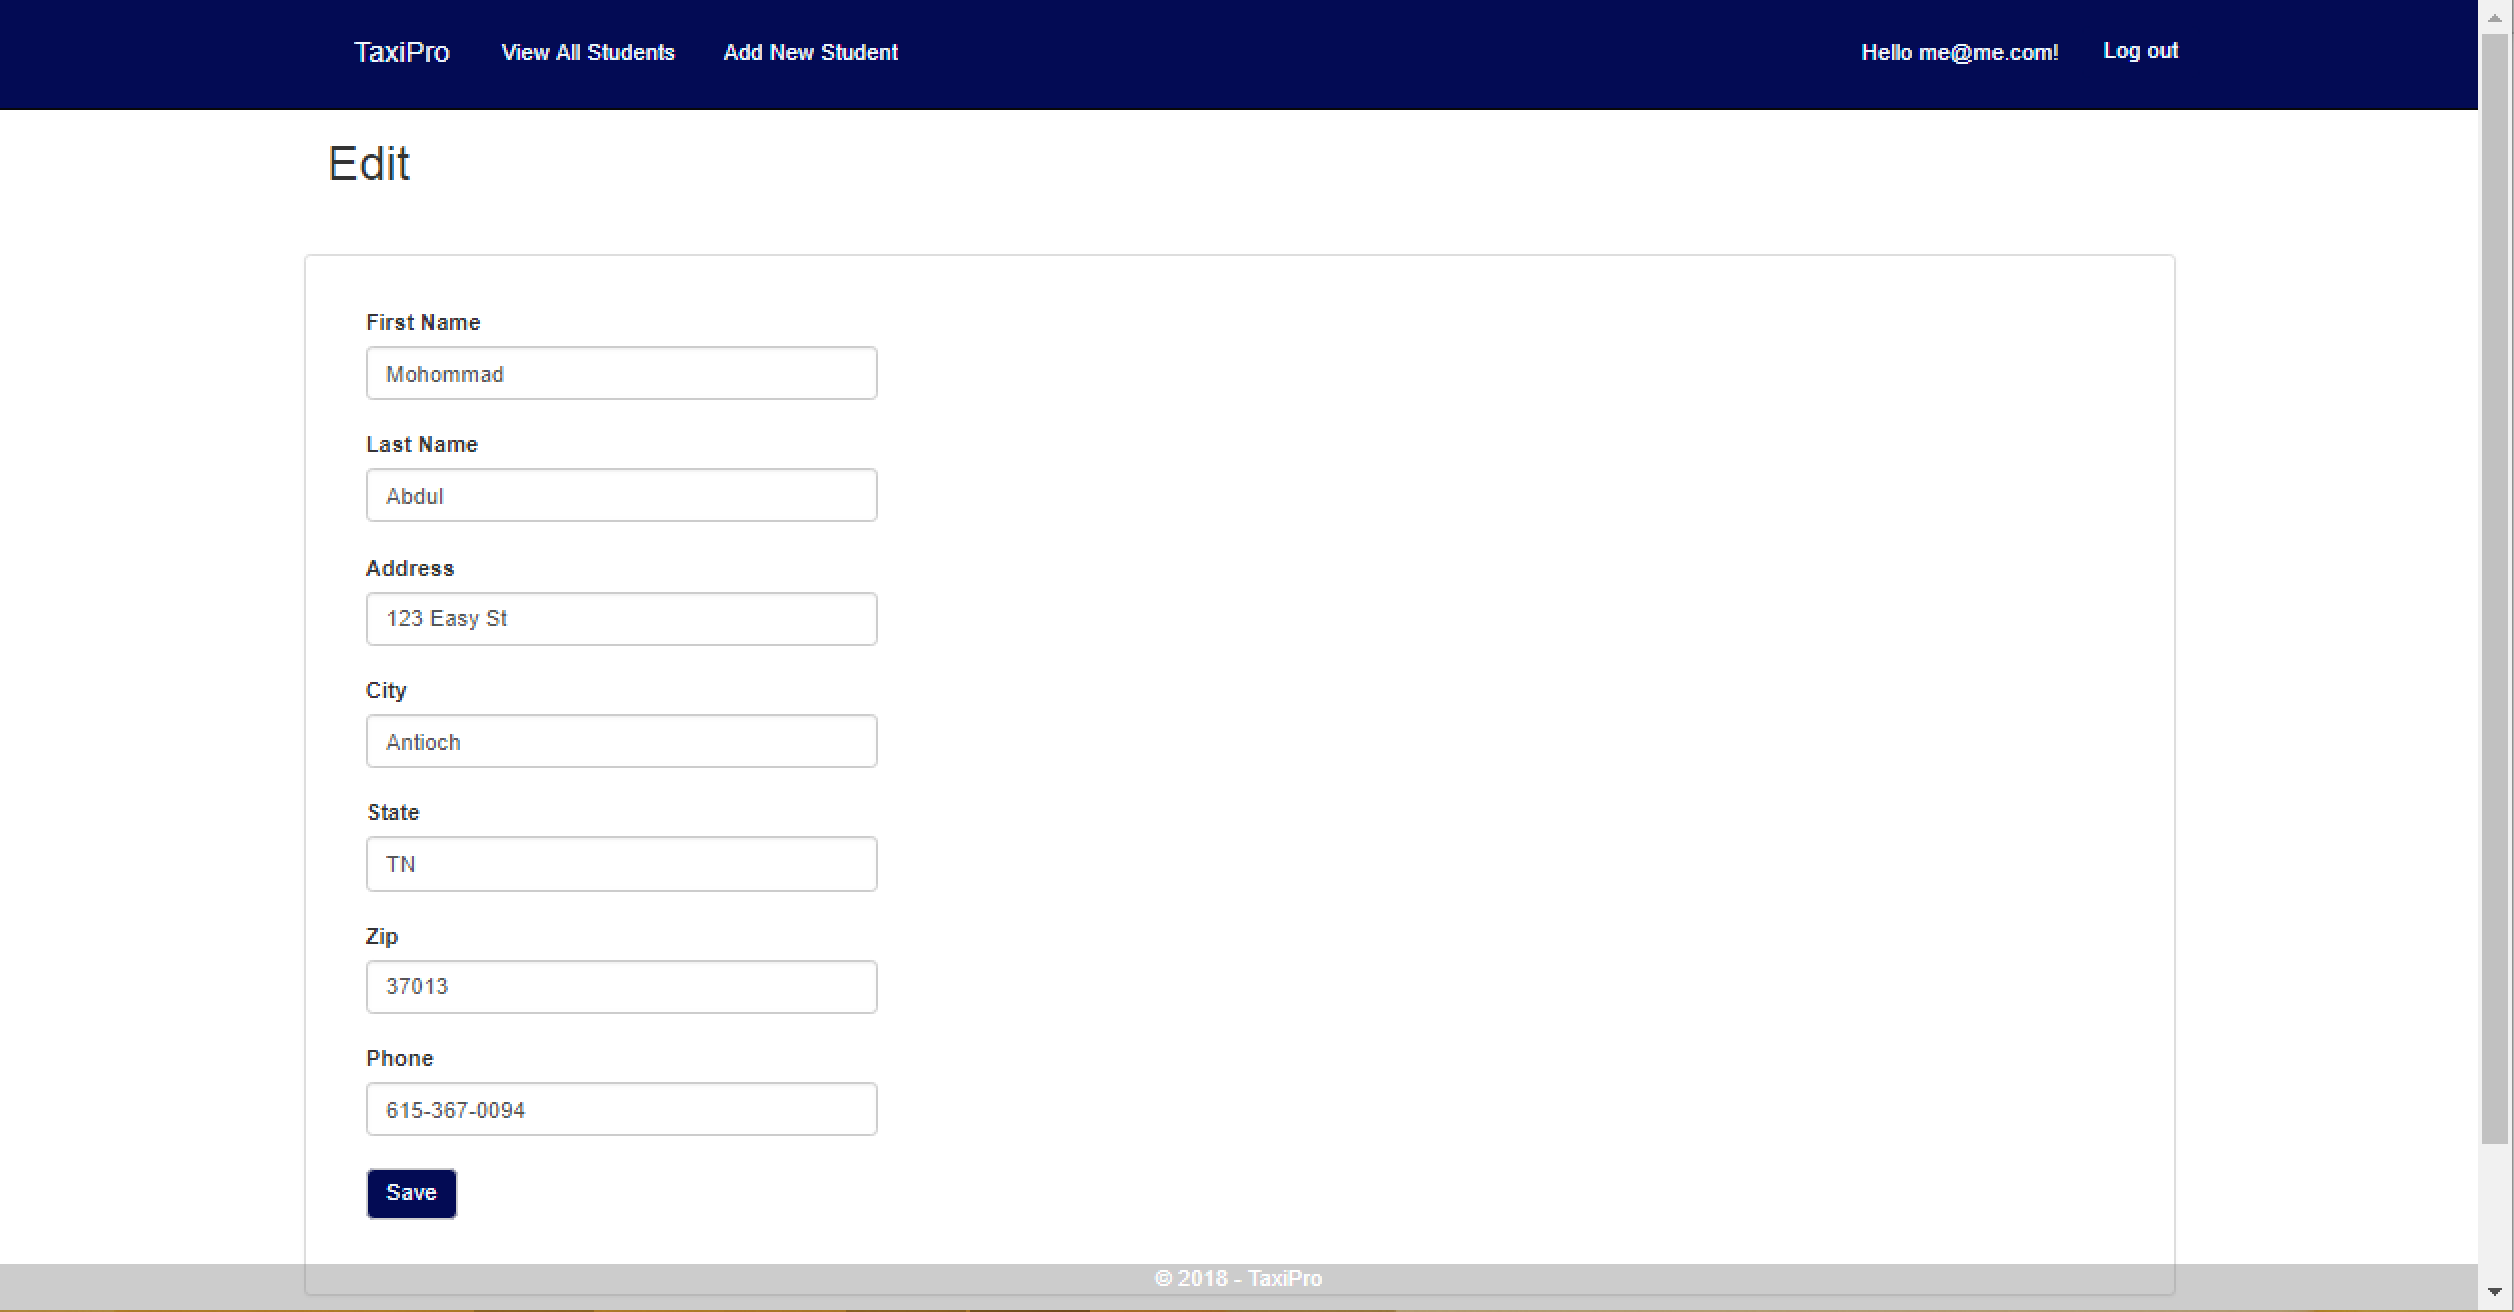 TaxiPro View All Students Add New Student Hello me@me.com! Log out
Edit
First Name
Mohommad
Last Name
Abdul
Address
123 Easy St
City
Antioch
State
TN
Zip
37013
Phone
615-367-0094
Save
© 2018 - TaxiPro